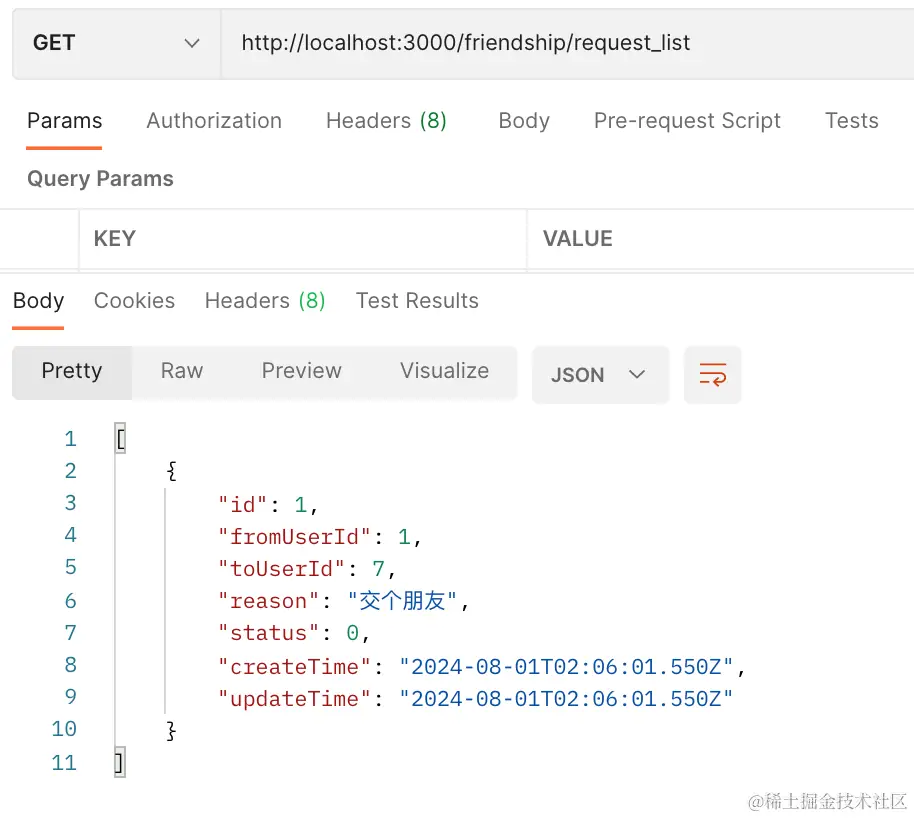 GET http://localhost:3000/friendship/request_list
Params Authorization Headers (8) Body Pre-request Script Tests
Query Params
KEY VALUE
Body Cookies Headers (8) Test Results
Pretty Raw Preview Visualize JSON
1 [
2 {
3 "id": 1,
4 "fromUserId": 1,
5 "toUserId": 7,
6 "reason": "交个朋友",
7 "status": 0,
8 "createTime": "2024-08-01T02:06:01.550Z",
9 "updateTime": "2024-08-01T02:06:01.550Z"
10 }
11 ]
@稀土掘金技术社区